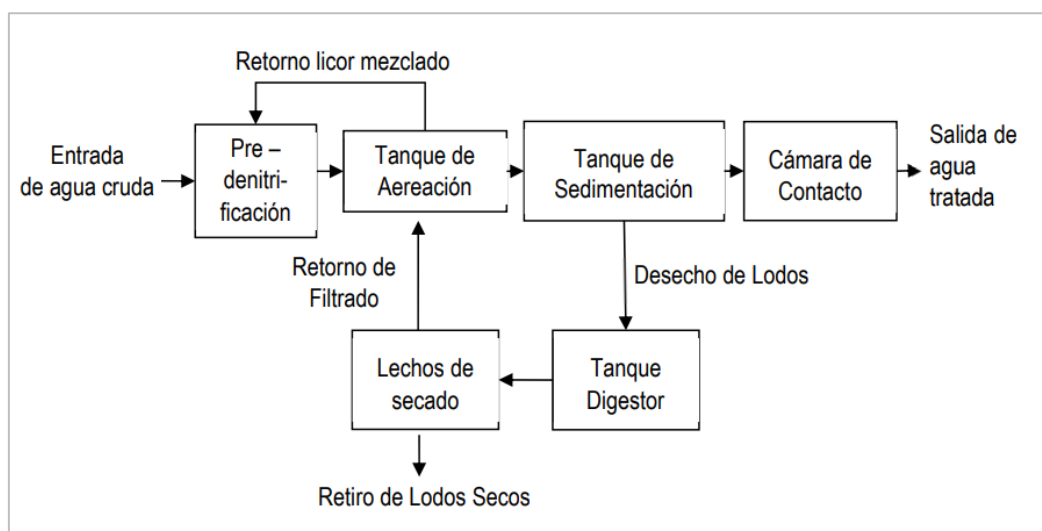 Retorno licor mezclado
Entrada
de agua cruda
Pre –
denitri-
ficación
Tanque de
Aereación
Tanque de
Sedimentación
Cámara de
Contacto
Salida de
agua
tratada
Retorno de
Filtrado
Desecho de Lodos
Lechos de
secado
Tanque
Digestor
Retiro de Lodos Secos